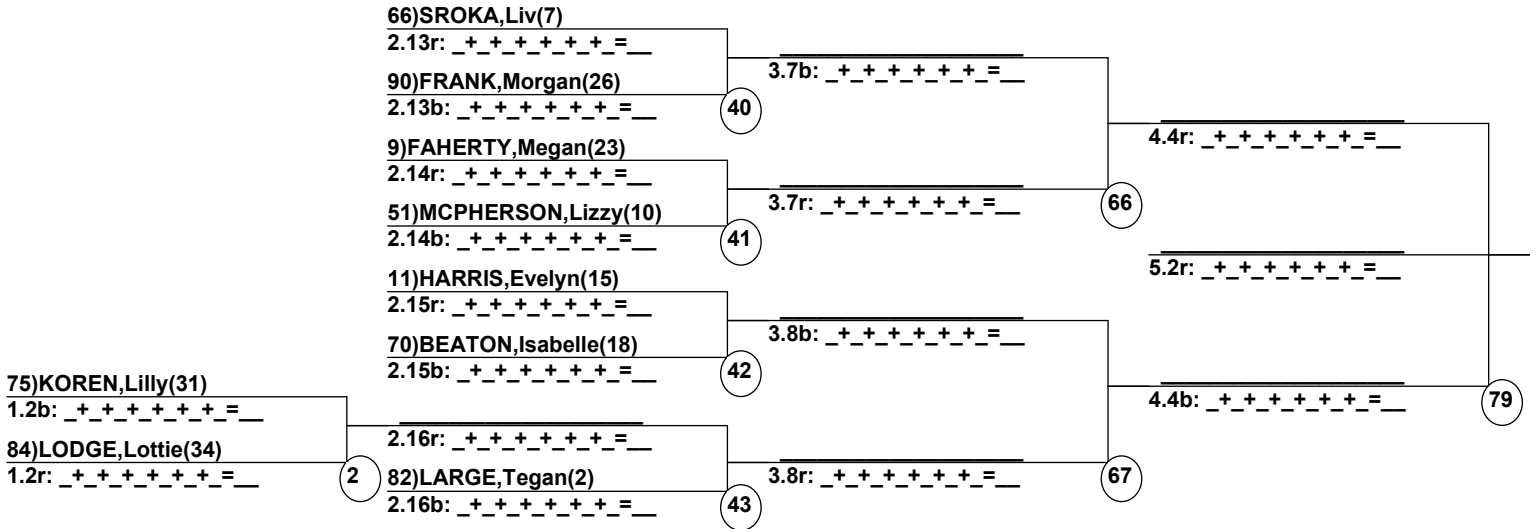 66)SROKA,Liv(7)
2.13r: _+_+_+_+_+_=__
90)FRANK,Morgan(26)
2.13b: _+_+_+_+_+_=__
40
9)FAHERTY,Megan(23)
2.14r: _+_+_+_+_+_=__
51)MCPHERSON,Lizzy(10)
2.14b: _+_+_+_+_+_=__
41
11)HARRIS,Evelyn(15)
2.15r: _+_+_+_+_+_=__
70)BEATON,Isabelle(18)
2.15b: _+_+_+_+_+_=__
42
75)KOREN,Lilly(31)
1.2b: _+_+_+_+_+_=__
84)LODGE,Lottie(34)
1.2r: _+_+_+_+_+_=__
2
2.16r: _+_+_+_+_+_=__
82)LARGE,Tegan(2)
2.16b: _+_+_+_+_+_=__
43
3.7b: _+_+_+_+_+_=__
3.7r: _+_+_+_+_+_=__
66
3.8b: _+_+_+_+_+_=__
3.8r: _+_+_+_+_+_=__
67
4.4r: _+_+_+_+_+_=__
4.4b: _+_+_+_+_+_=__
79
5.2r: _+_+_+_+_+_=__